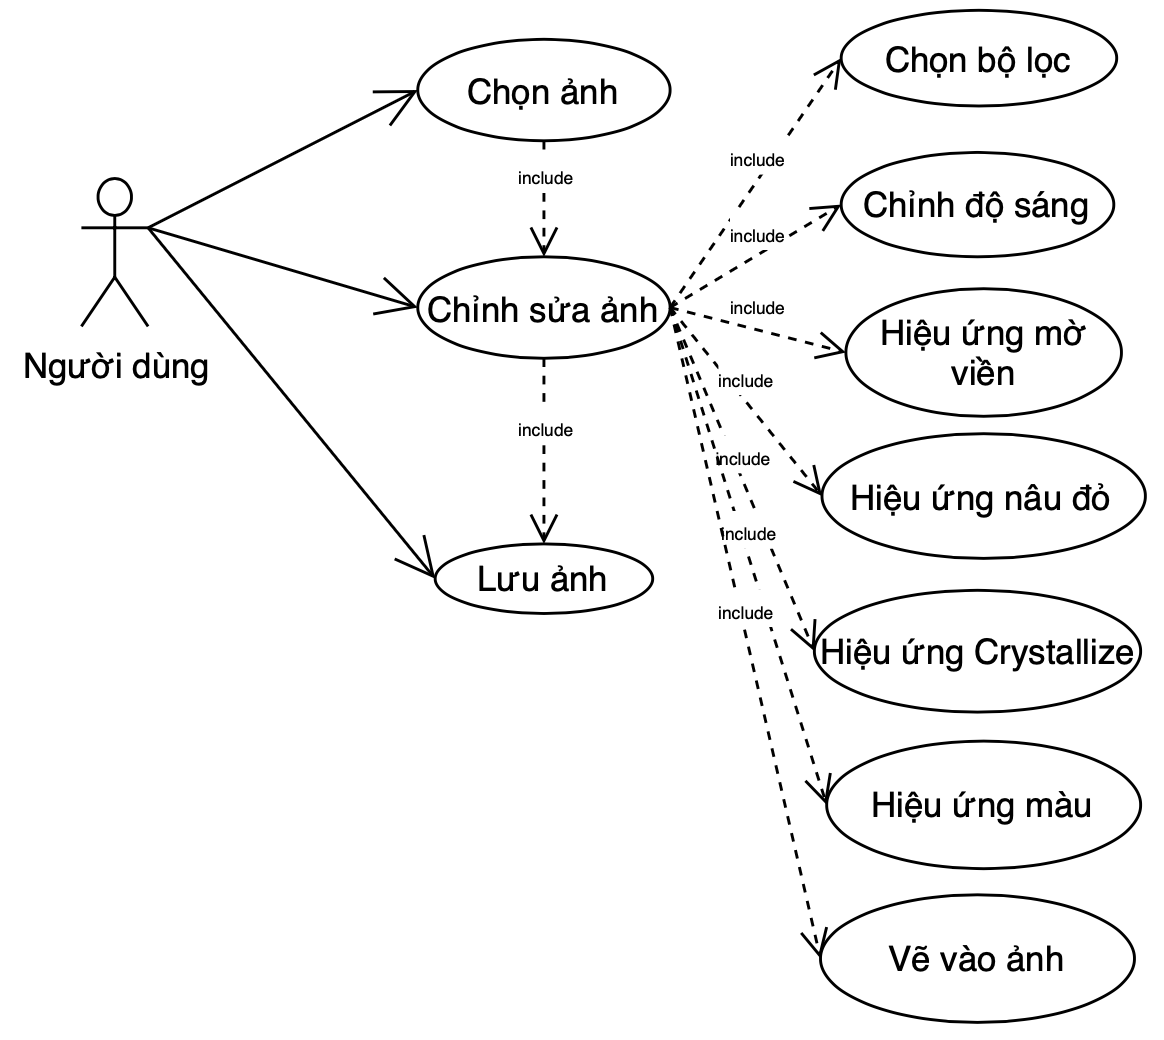 Chọn bộ lọc
Chọn ảnh
include
include
Chỉnh độ sáng
include
include
Chỉnh sửa ảnh
Hiệu ứng mờ
viền
Người dùng
include
include
include
Hiệu ứng nâu đỏ
include
Lưu ảnh
include
Hiệu ứng Crystallize
Hiệu ứng màu
Vẽ vào ảnh